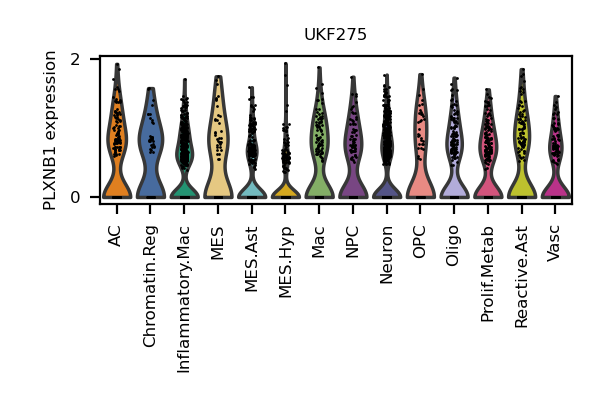 UKF275
PLXNB1 expression
2
0
AC
Chromatin.Reg
Inflammatory.Mac
MES
MES.Ast
MES.Hyp
Mac
NPC
Neuron
OPC
Oligo
Prolif.Metab
Reactive.Ast
Vasc